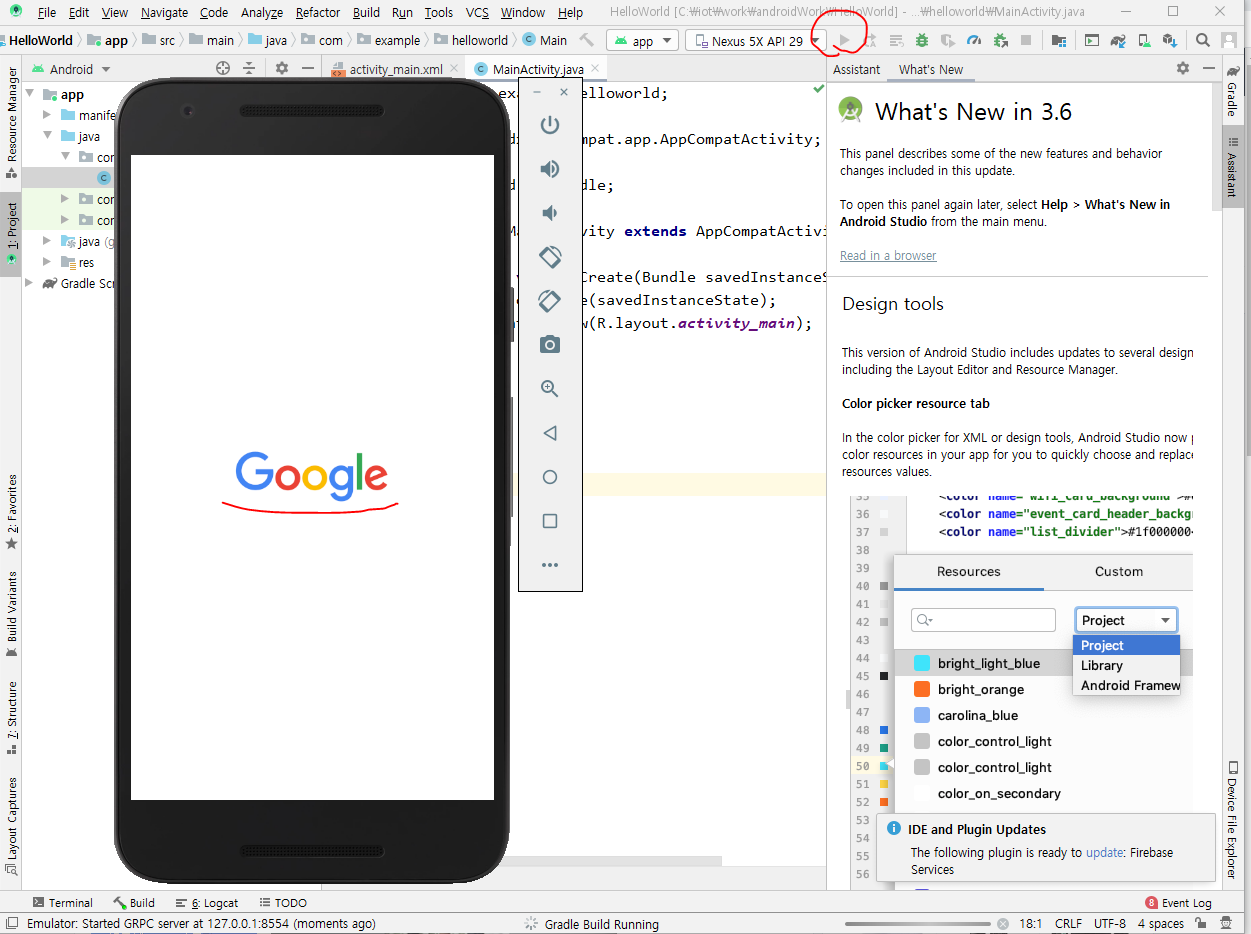 File Edit View Navigate Code Analyze Refactor Build Run Tools VCS Window Help HelloWorld [C:₩iot₩work₩androidWork₩HelloWorld] - ...₩helloworld₩MainActivity.java
HelloWorld app src main java com example helloworld Main app Nexus 5X API 29
Android activity_main.xml MainActivity.java Assistant What's New
Resource Manager
1: Project
2: Favorites
Build Variants
7: Structure
Layout Captures
app
manife
java
cor
C
cor
cor
java (g
res
Gradle Scr
elloworld;
mpat.app.AppCompatActivity;
dle;
vity extends AppCompatActivi
Create(Bundle savedInstanceS
e(savedInstanceState);
w(R.layout.activity_main);
Google
What's New in 3.6
This panel describes some of the new features and behavior
changes included in this update.
To open this panel again later, select Help > What's New in
Android Studio from the main menu.
Read in a browser
Design tools
This version of Android Studio includes updates to several design
including the Layout Editor and Resource Manager.
Color picker resource tab
In the color picker for XML or design tools, Android Studio now p
color resources in your app for you to quickly choose and replace
resources values.
35 <color name="wifi_card_background">#
36 <color name="event_card_header_backg
37 <color name="list_divider">#1f000000<
38
39
40
41
42
43
44
45
46
47
48
49
50
51
52
53
54
55
56
Resources Custom
Project
Project
Library
Android Framew
bright_light_blue
bright_orange
carolina_blue
color_control_light
color_control_light
color_on_secondary
IDE and Plugin Updates
The following plugin is ready to update: Firebase
Services
Gradle
Assistant
Device File Explorer
Terminal Build 6: Logcat TODO 8 Event Log
Emulator: Started GRPC server at 127.0.0.1:8554 (moments ago) Gradle Build Running 18:1 CRLF UTF-8 4 spaces